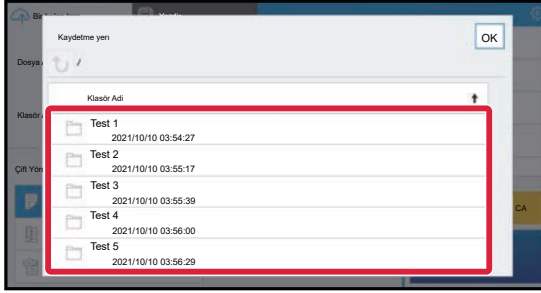 Kaydetme yeri
OK
/
Dosya
Klasör Adi
Klasör
Test 1
2021/10/10 03:54:27
Test 2
2021/10/10 03:55:17
Çift Yön
Test 3
2021/10/10 03:55:39
CA
Test 4
2021/10/10 03:56:00
Test 5
2021/10/10 03:56:29